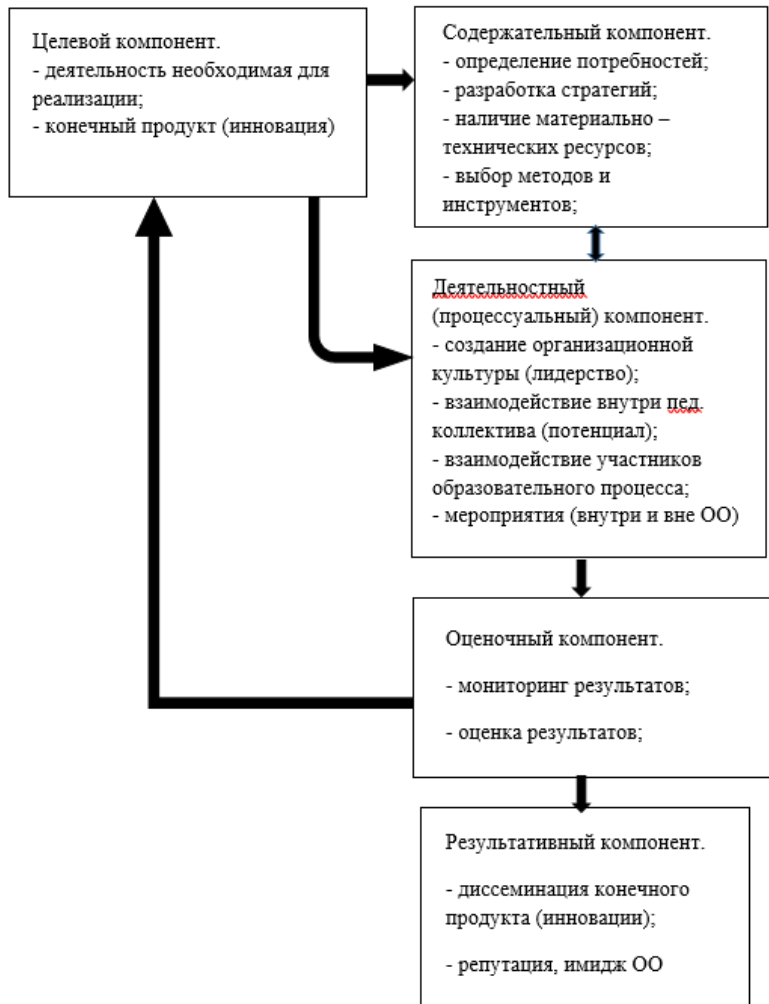 Целевой компонент.
- деятельность необходимая для
реализации;
- конечный продукт (инновация)
Содержательный компонент.
- определение потребностей;
- разработка стратегий;
- наличие материально –
технических ресурсов;
- выбор методов и
инструментов;
Деятельностный
(процессуальный) компонент.
- создание организационной
культуры (лидерство);
- взаимодействие внутри пед.
коллектива (потенциал);
- взаимодействие участников
образовательного процесса;
- мероприятия (внутри и вне ОО)
Оценочный компонент.
- мониторинг результатов;
- оценка результатов;
Результативный компонент.
- диссеминация конечного
продукта (инновации);
- репутация, имидж ОО